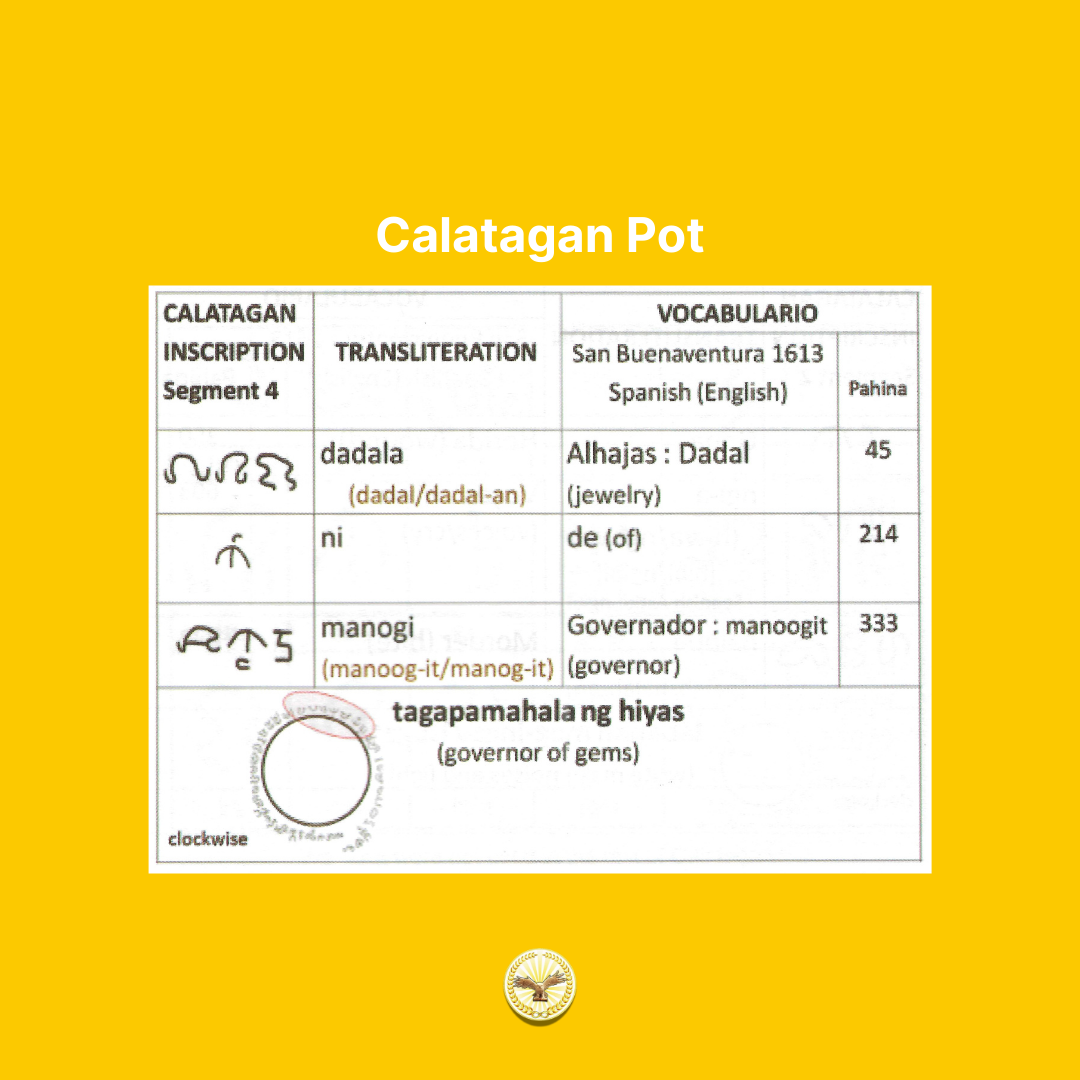 Calatagan Pot
CALATAGAN
INSCRIPTION
Segment 4
TRANSLITERATION
VOCABULARIO
San Buenaventura 1613
Spanish (English)
Pahina
dadala
(dadal/dadal-an)
Alhajas : Dadal
(jewelry)
45
ni
de (of)
214
manogi
(manoog-it/manog-it)
Governador : manoogit
(governor)
333
tagapamahala ng hiyas
(governor of gems)
clockwise